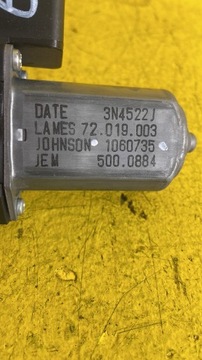 DATE 3N4522J
LAMES 72.019.003
JOHNSON 1060735
JEM 500.0884